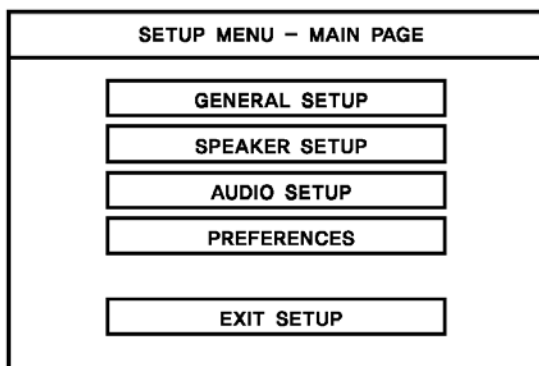 SETUP MENU – MAIN PAGE
GENERAL SETUP
SPEAKER SETUP
AUDIO SETUP
PREFERENCES
EXIT SETUP